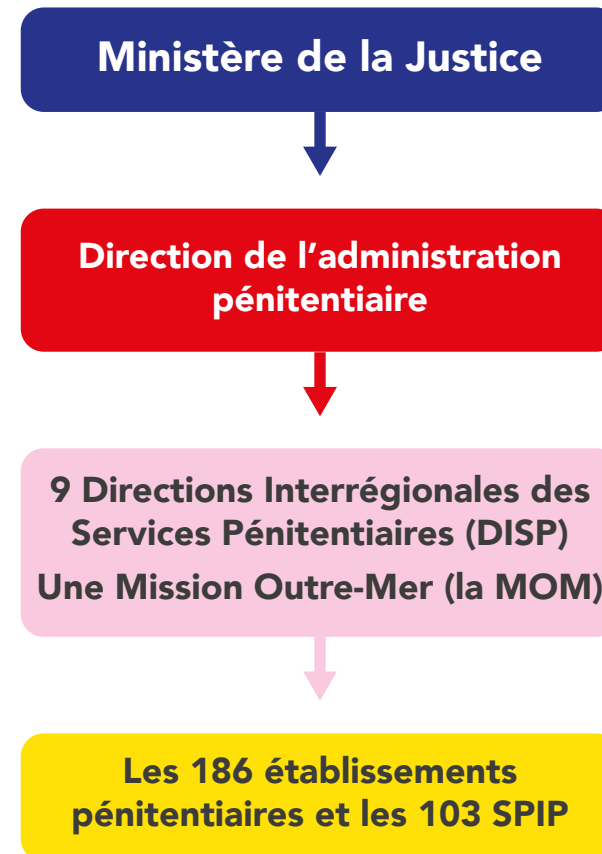 Ministère de la Justice
Direction de l’administration
pénitentiaire
9 Directions Interrégionales des
Services Pénitentiaires (DISP)
Une Mission Outre-Mer (la MOM)
Les 186 établissements
pénitentiaires et les 103 SPIP